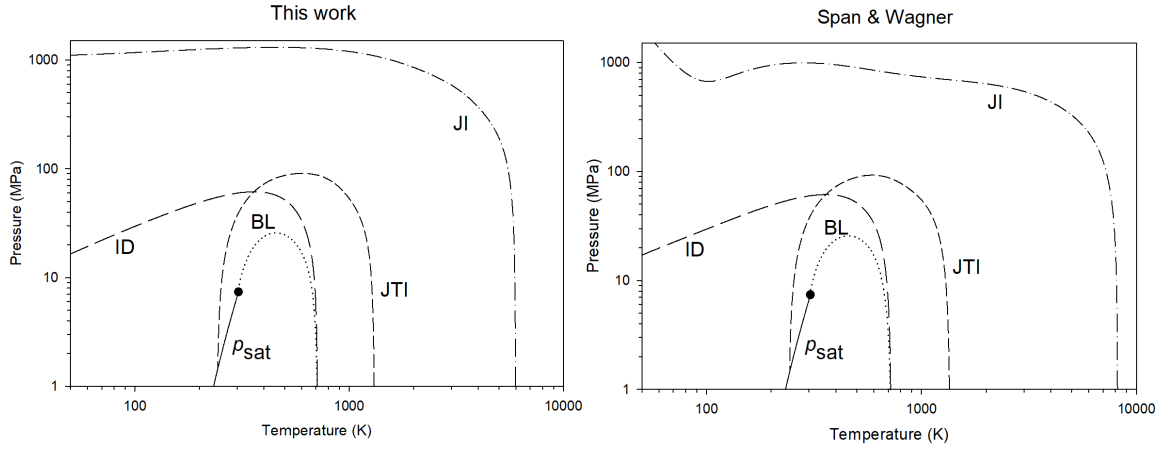 This work
1000
100
10
1
Pressure (MPa)
JI
ID
BL
JTI
psat
100
1000
10000
Temperature (K)
Span & Wagner
1000
100
10
1
Pressure (MPa)
JI
BL
ID
JTI
psat
100
1000
10000
Temperature (K)